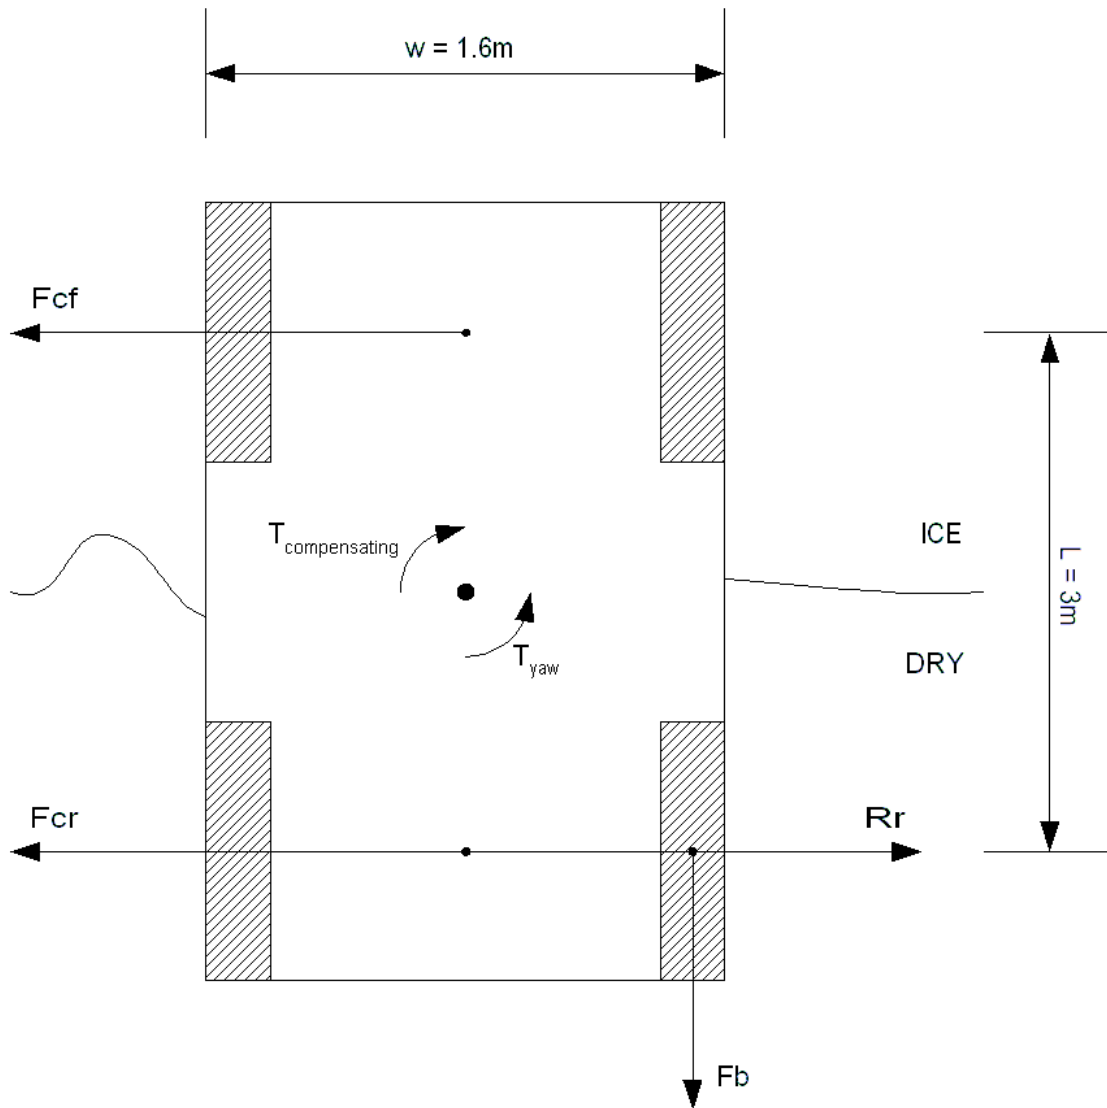 w = 1.6m
Fcf
Tcompensating
ICE
L = 3m
DRY
Tyaw
Fcr
Rr
Fb